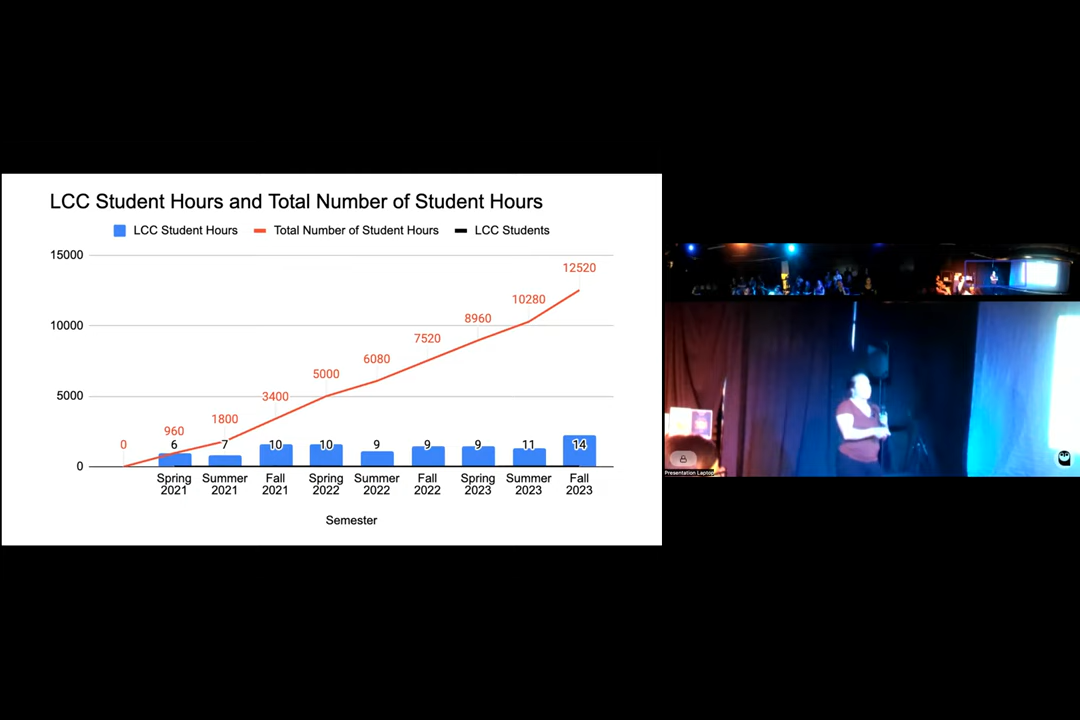 LCC Student Hours and Total Number of Student Hours
LCC Student Hours Total Number of Student Hours LCC Students
15000
10000
5000
0
0
960
1800
3400
5000
6080
7520
8960
10280
12520
6
7
10
10
9
9
9
11
14
Spring 2021
Summer 2021
Fall 2021
Spring 2022
Summer 2022
Fall 2022
Spring 2023
Summer 2023
Fall 2023
Semester
Presentation Laptop